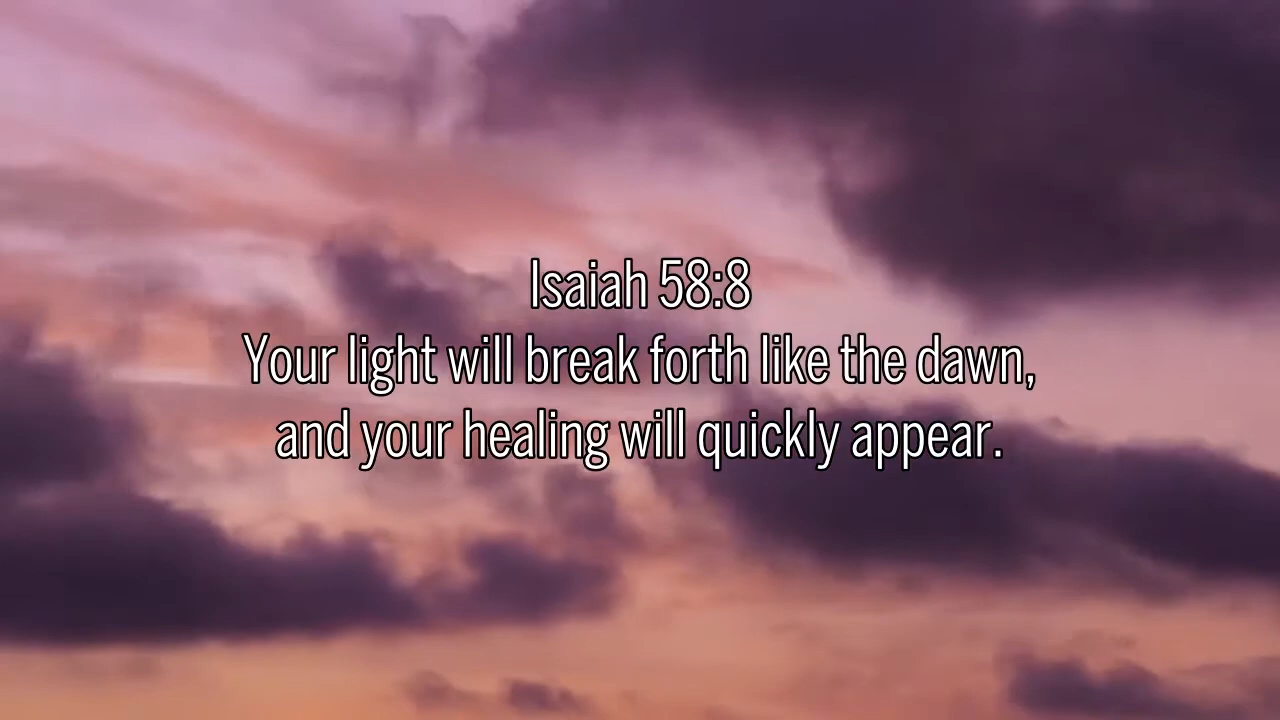 Isaiah 58:8
Your light will break forth like the dawn,
and your healing will quickly appear.